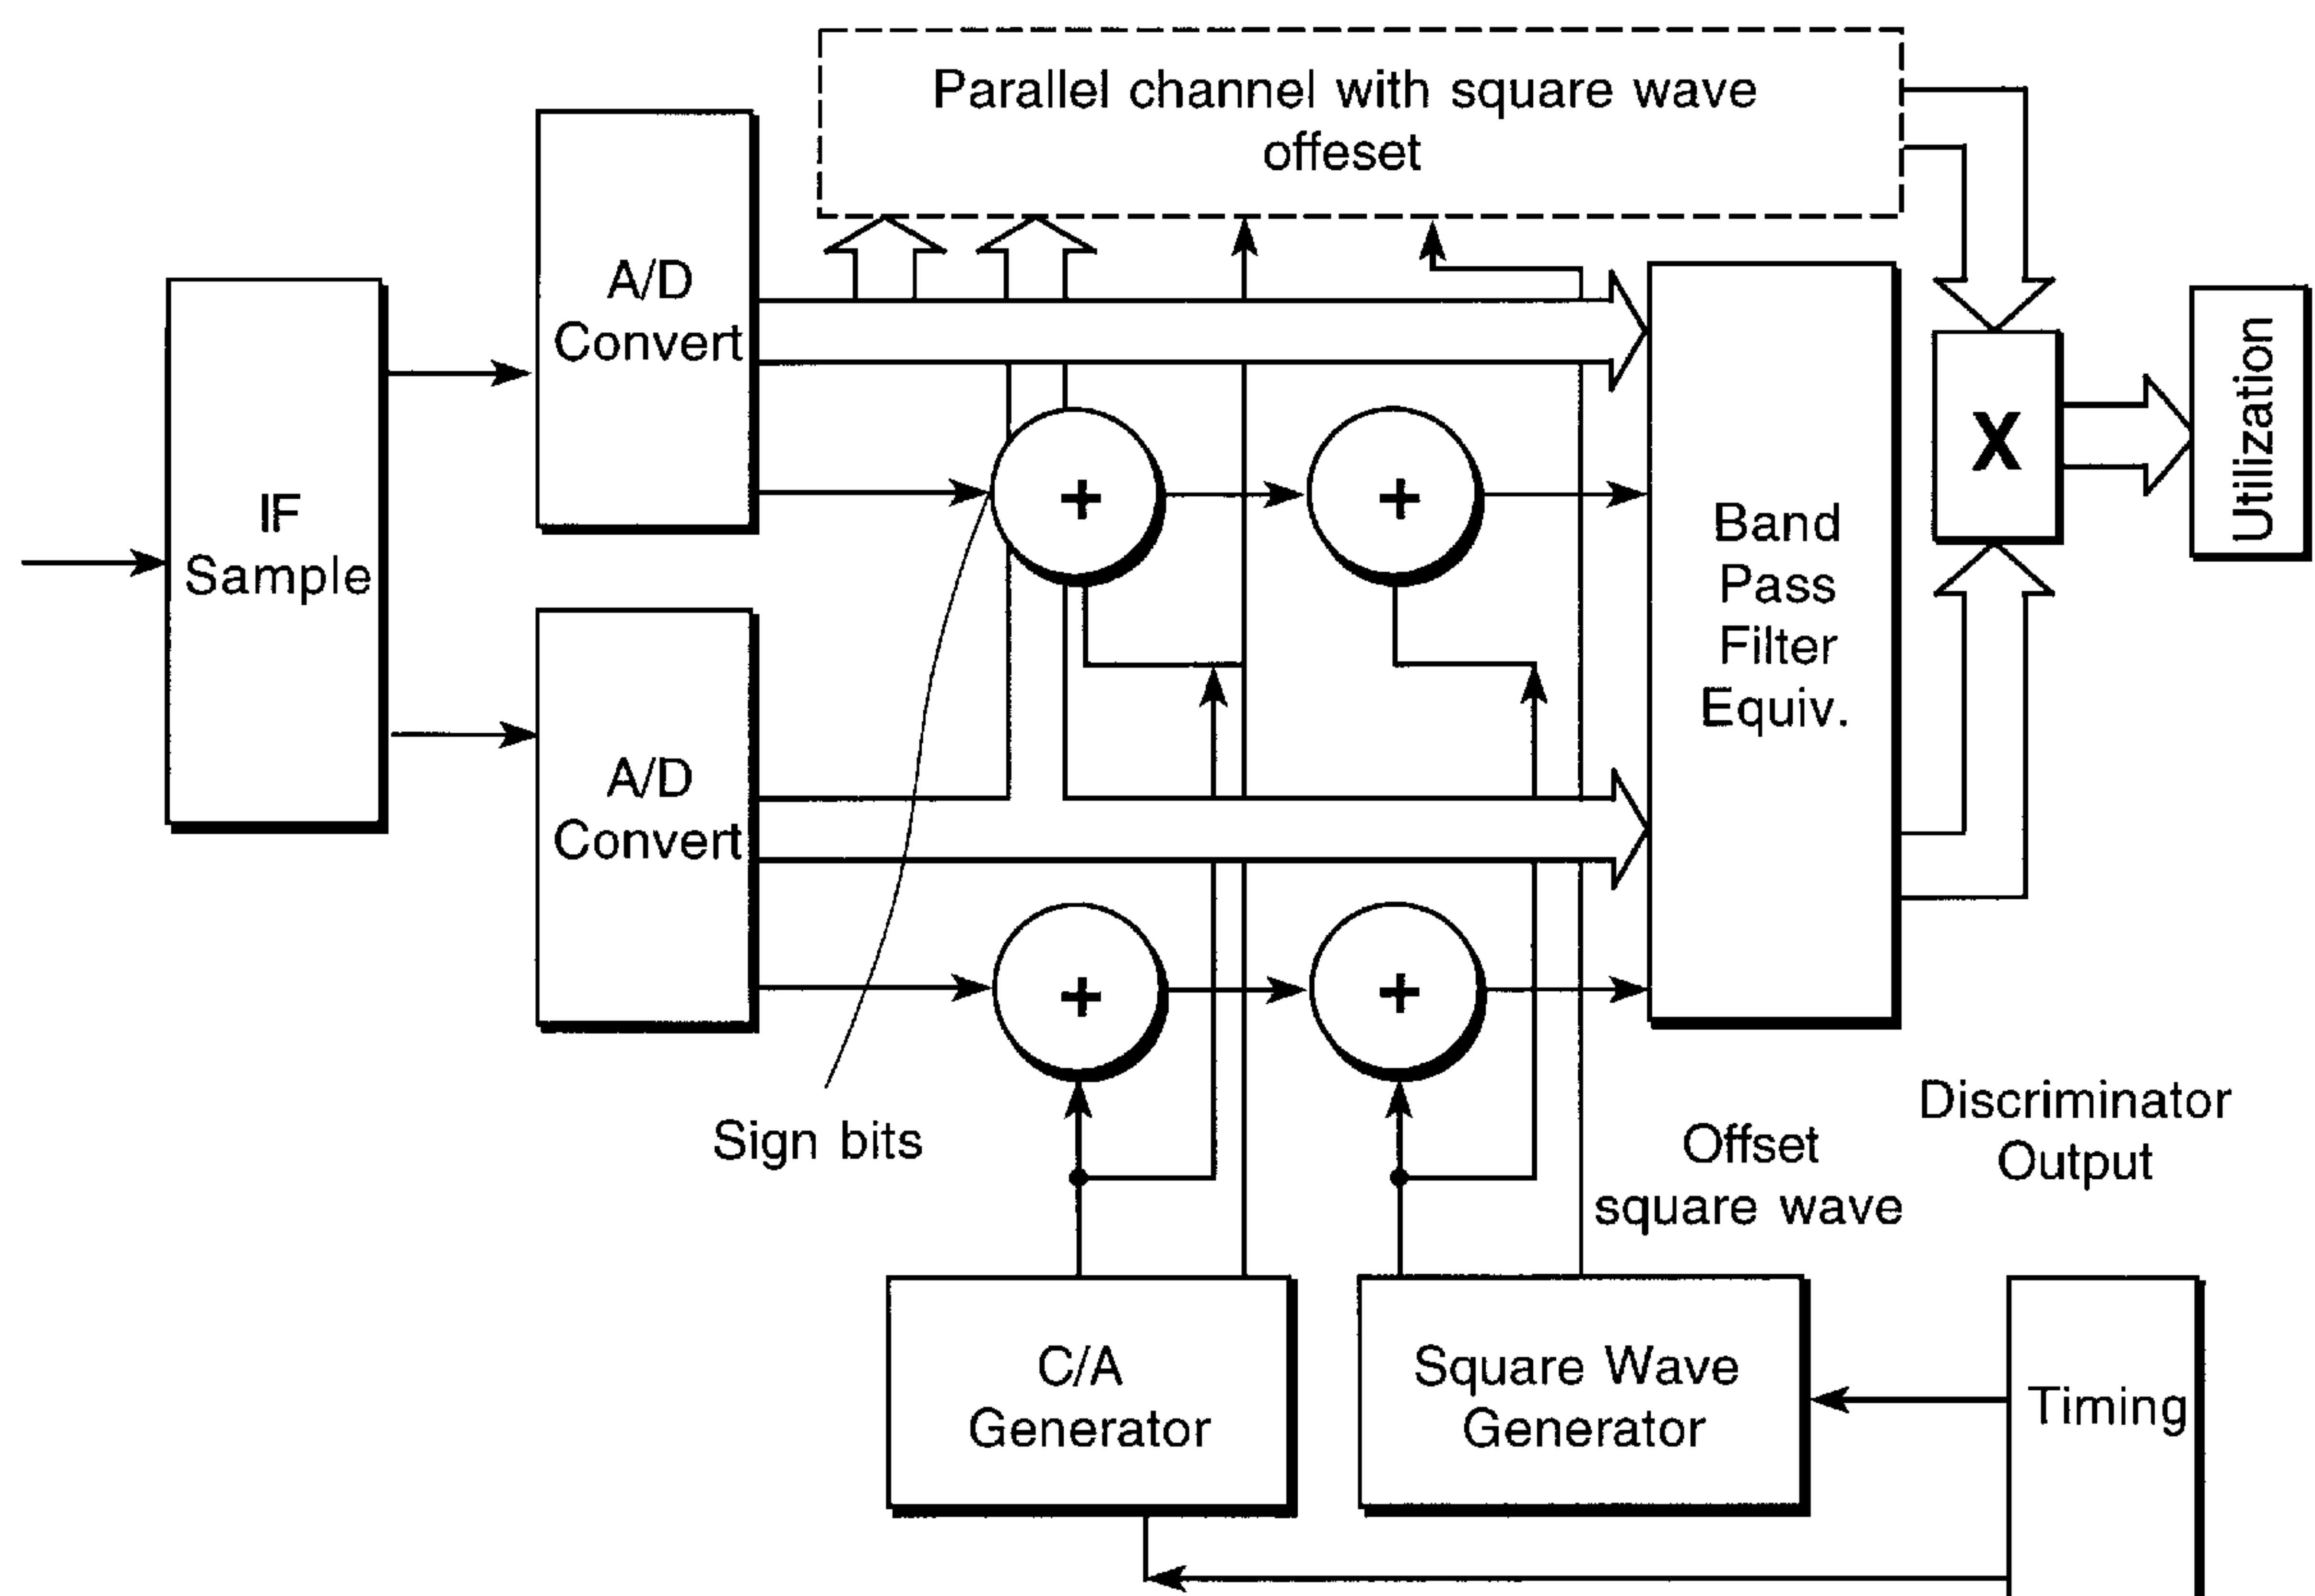 Parallel channel with square wave
offeset
A/D
Convert
IF
Sample
+
+
X
Utilization
Band
Pass
Filter
Equiv.
A/D
Convert
+
+
Sign bits
Offset
square wave
Discriminator
Output
C/A
Generator
Square Wave
Generator
Timing